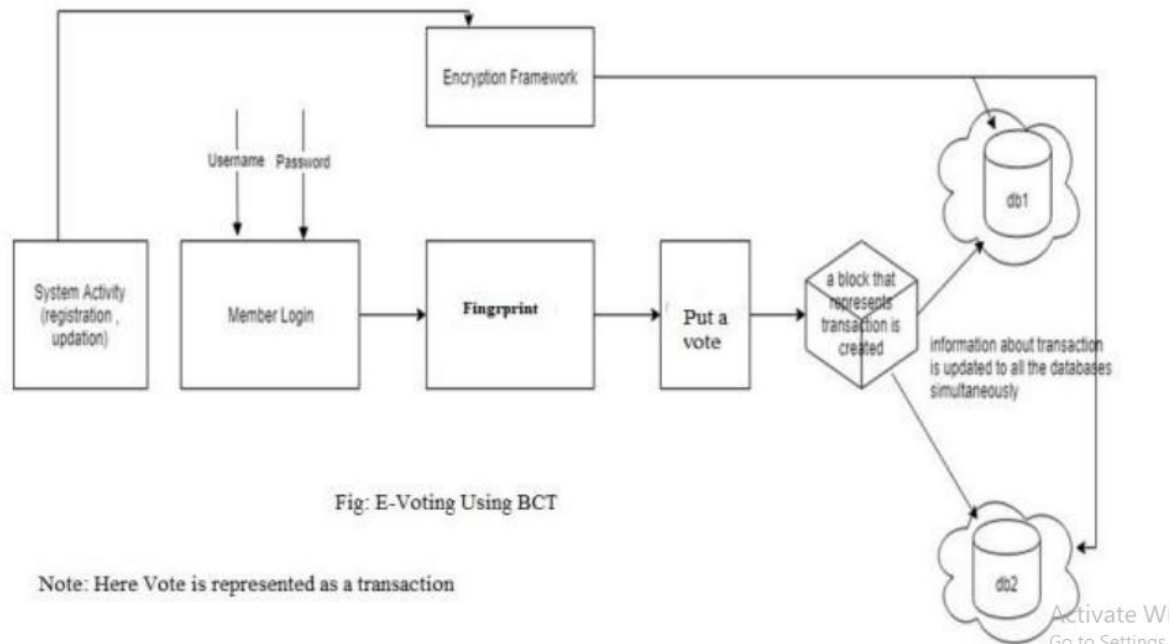 Encryption Framework
Username Password
db1
System Activity
(registration ,
updation)
Member Login
Fingrprint
Put a
vote
a block that
represents
transaction is
created
information about transaction
is updated to all the databases
simultaneously
Fig: E-Voting Using BCT
db2
Note: Here Vote is represented as a transaction
Activate Wi
Go to Settings